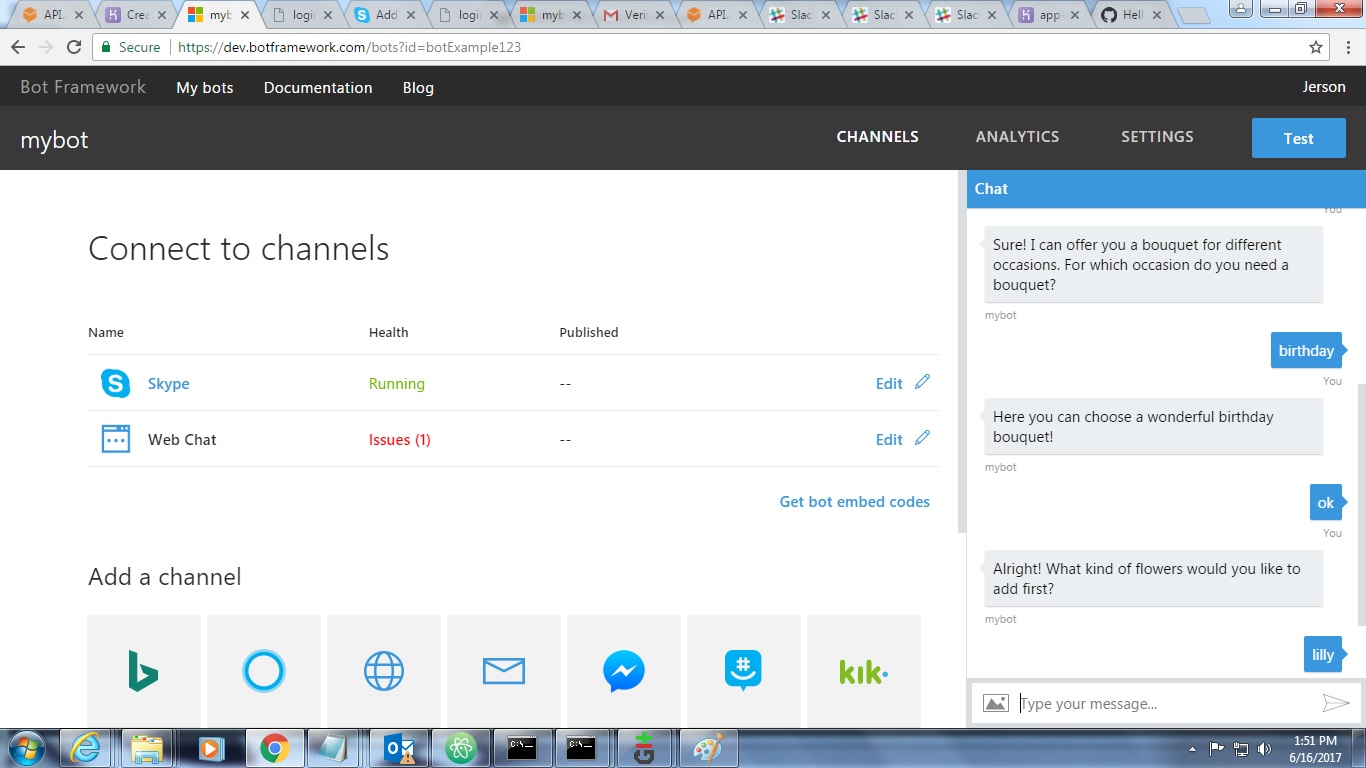 API.
Crea
myb
logi
Add
logi
myb
Veri
API.
Slac
Slac
Slac
app
Hell
Secure
https://dev.botframework.com/bots?id=botExample123
Bot Framework
My bots
Documentation
Blog
Jerson
mybot
CHANNELS
ANALYTICS
SETTINGS
Test
Connect to channels
Name
Health
Published
Skype
Running
--
Edit
Web Chat
Issues (1)
--
Edit
Get bot embed codes
Add a channel
kik
Chat
You
Sure! I can offer you a bouquet for different
occasions. For which occasion do you need a
bouquet?
mybot
birthday
You
Here you can choose a wonderful birthday
bouquet!
mybot
ok
You
Alright! What kind of flowers would you like to
add first?
mybot
lilly
Type your message...
C:\_
C:\_
1:51 PM
6/16/2017